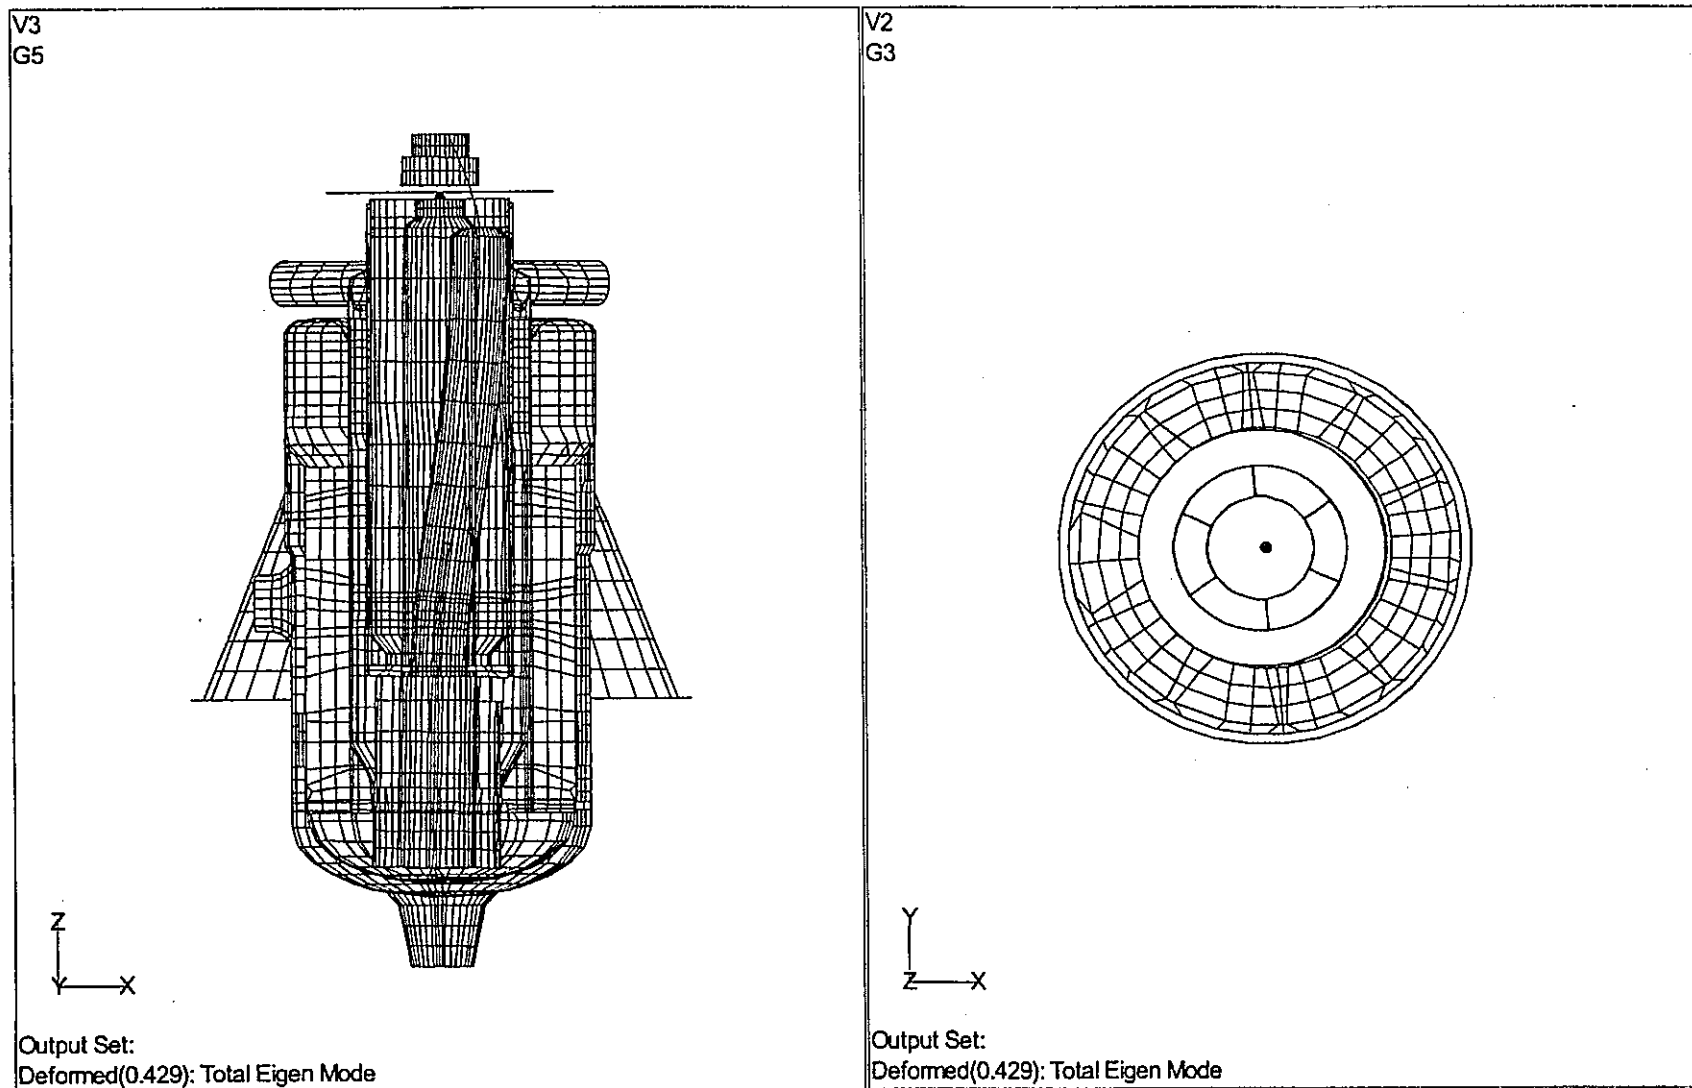 V3
G5
Z
Y
X
Output Set:
Deformed(0.429): Total Eigen Mode
V2
G3
Y
Z
X
Output Set:
Deformed(0.429): Total Eigen Mode